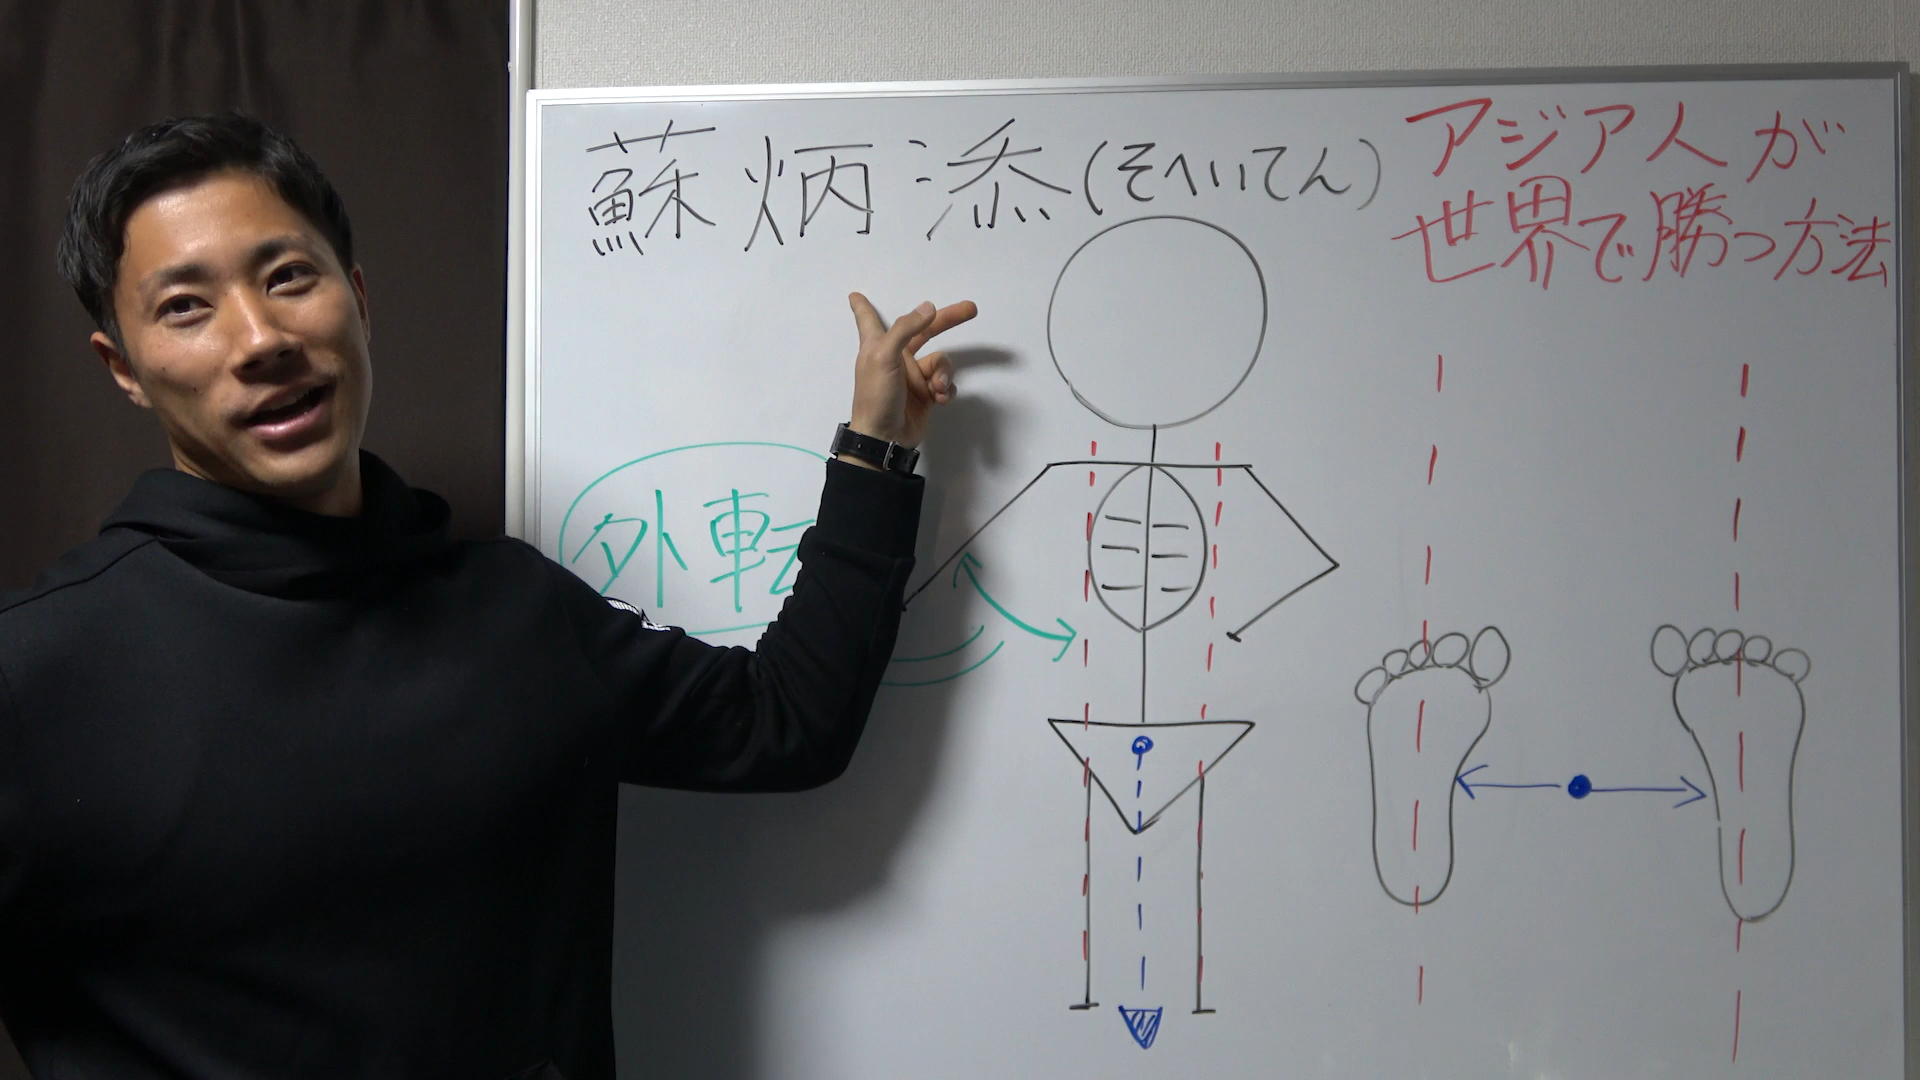 蘇炳添(そへいてん)
アジア人が
世界で勝つ方法
外転